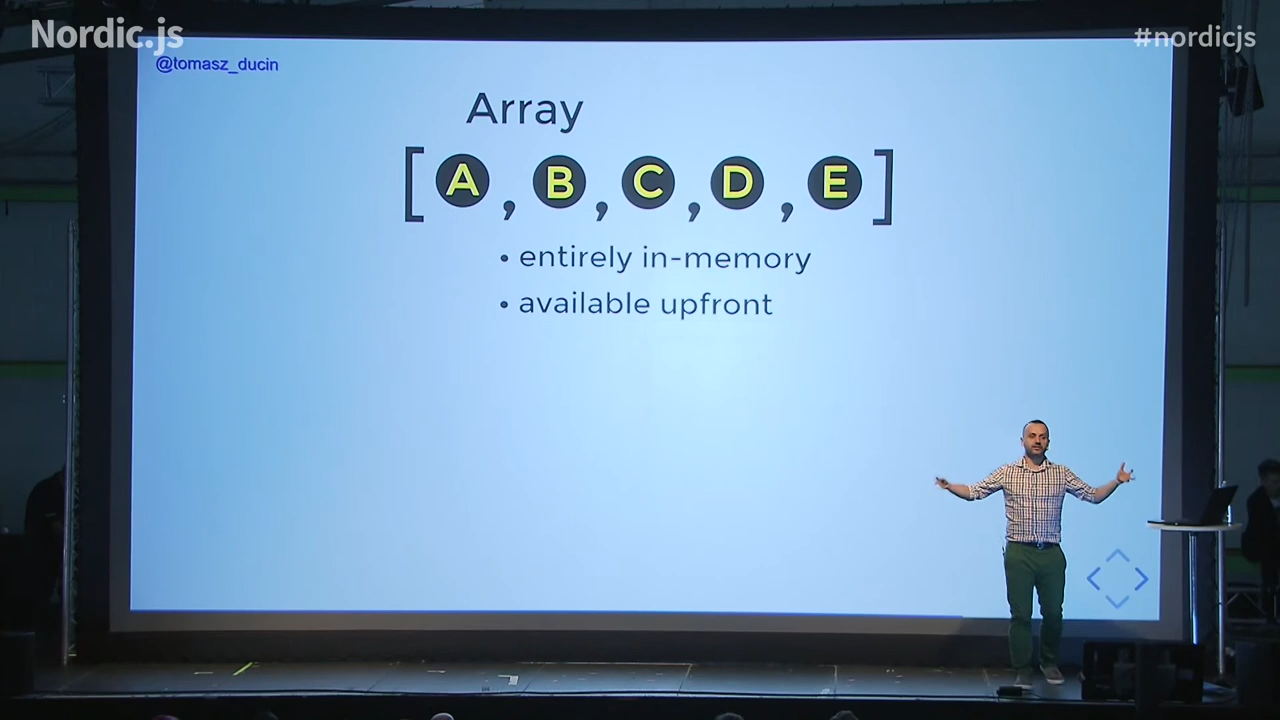 Nordic.js
#nordicjs
@tomasz_ducin
Array
[A, B, C, D, E]
• entirely in-memory
• available upfront